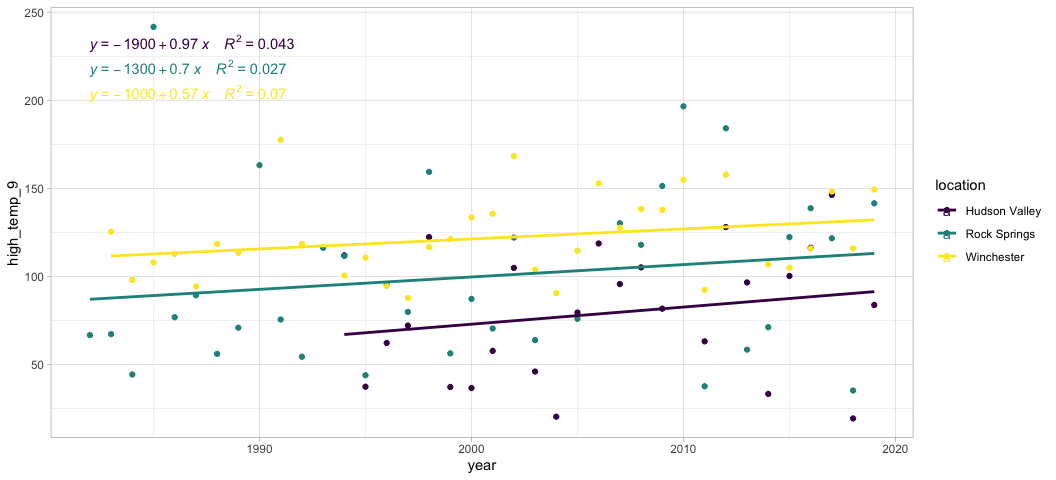 250
y = − 1900 + 0.97 x R² = 0.043
y = − 1300 + 0.7 x R² = 0.027
y = − 1000 + 0.57 x R² = 0.07
200
150
100
50
high_temp_9
1990 2000 2010 2020
year
location
a Hudson Valley
a Rock Springs
a Winchester